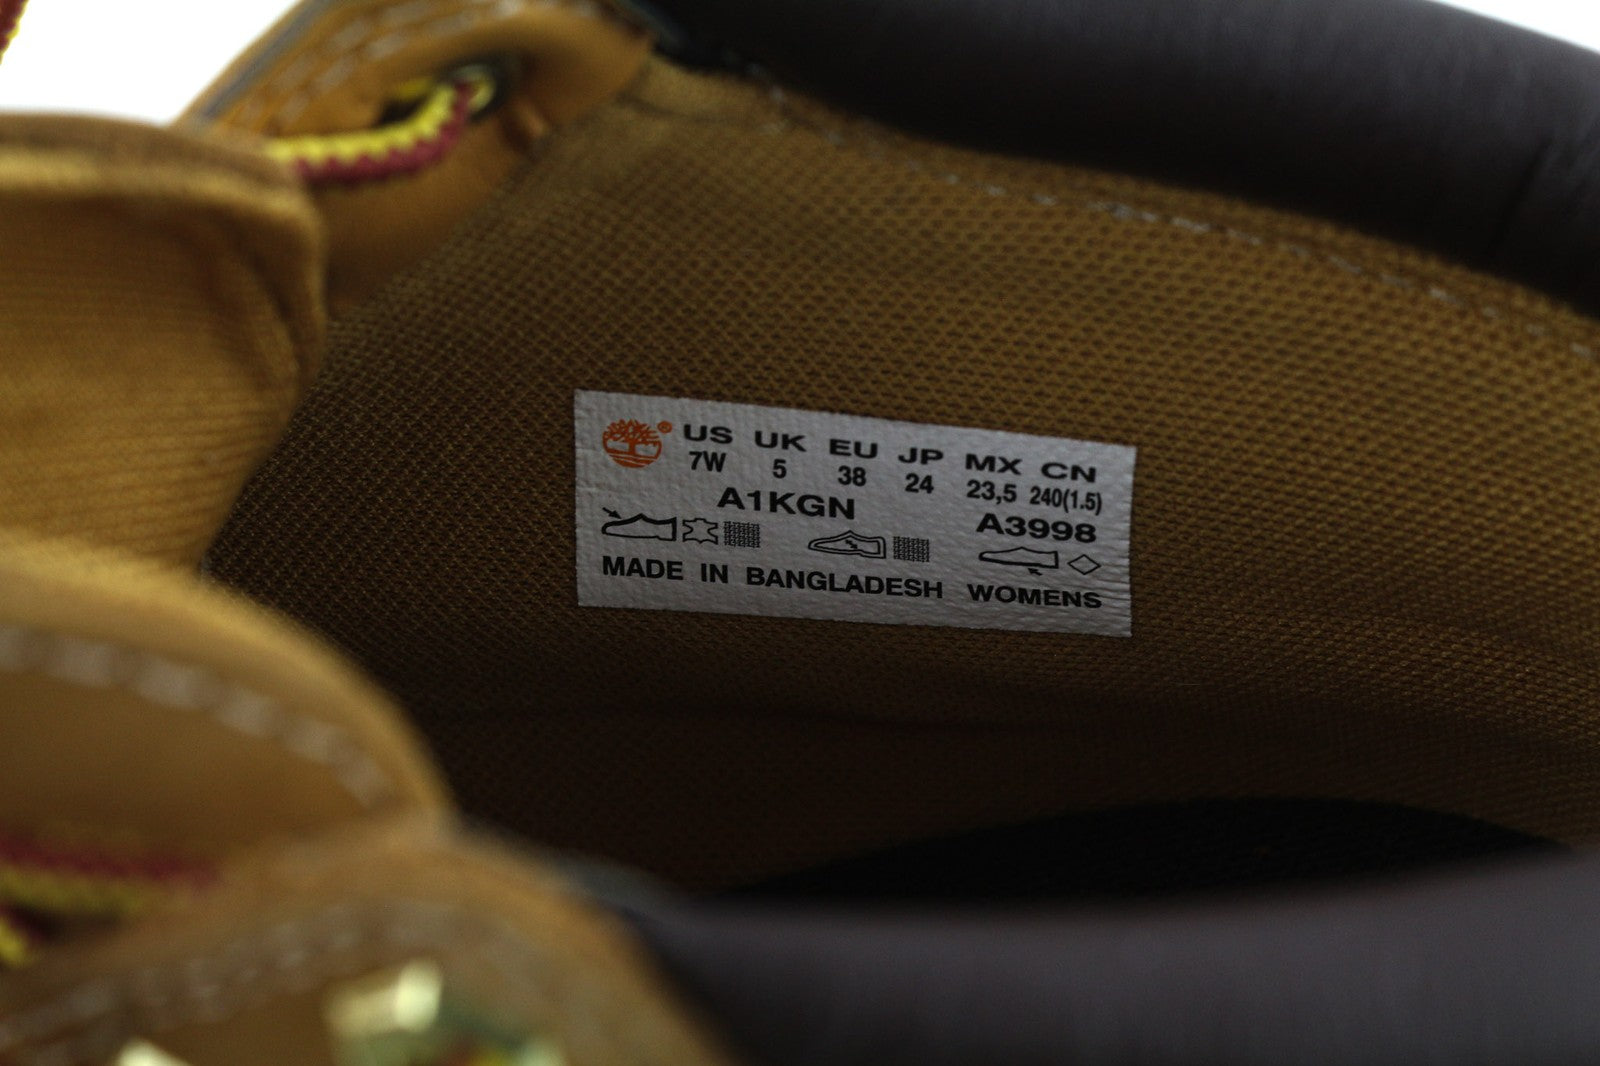 ® US UK EU JP MX CN
7W 5 38 24 23,5 240(1.5)
A1KGN A3998
MADE IN BANGLADESH WOMENS